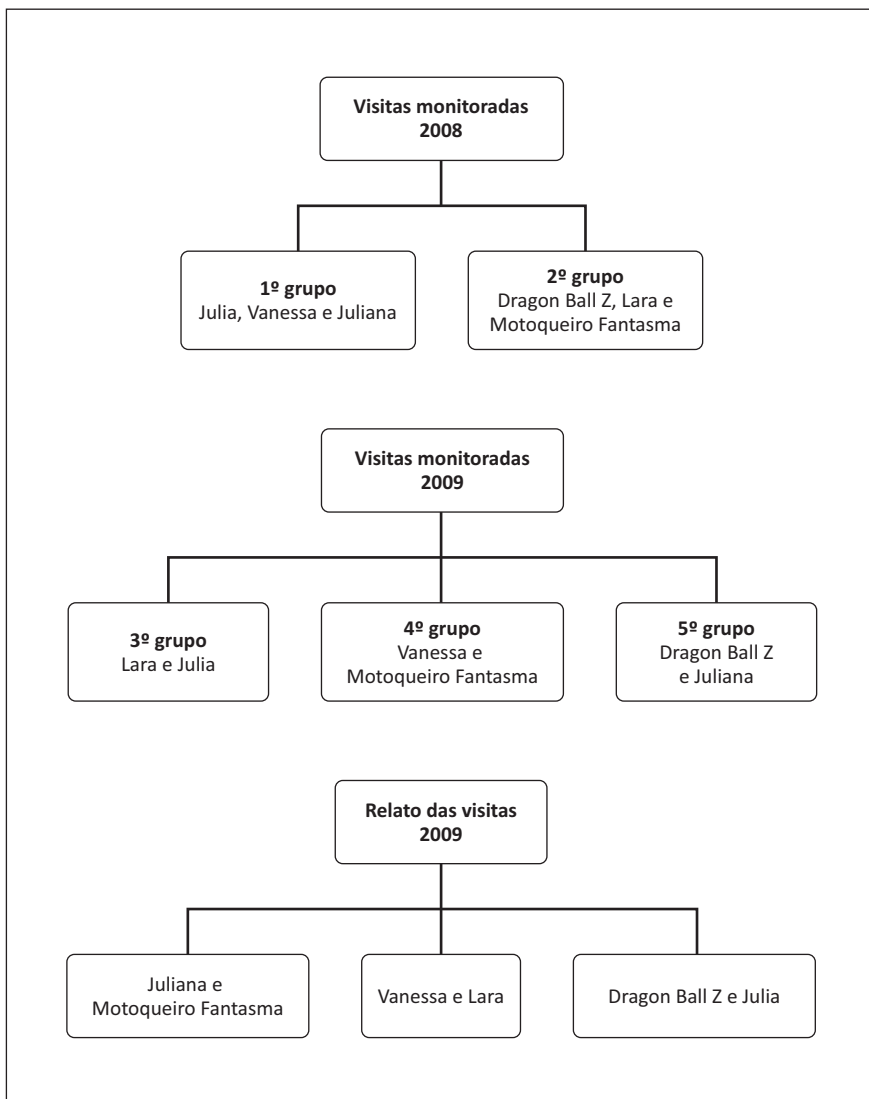 Visitas monitoradas
2008
1º grupo
Julia, Vanessa e Juliana
2º grupo
Dragon Ball Z, Lara e
Motoqueiro Fantasma
Visitas monitoradas
2009
3º grupo
Lara e Julia
4º grupo
Vanessa e
Motoqueiro Fantasma
5º grupo
Dragon Ball Z
e Juliana
Relato das visitas
2009
Juliana e
Motoqueiro Fantasma
Vanessa e Lara
Dragon Ball Z e Julia